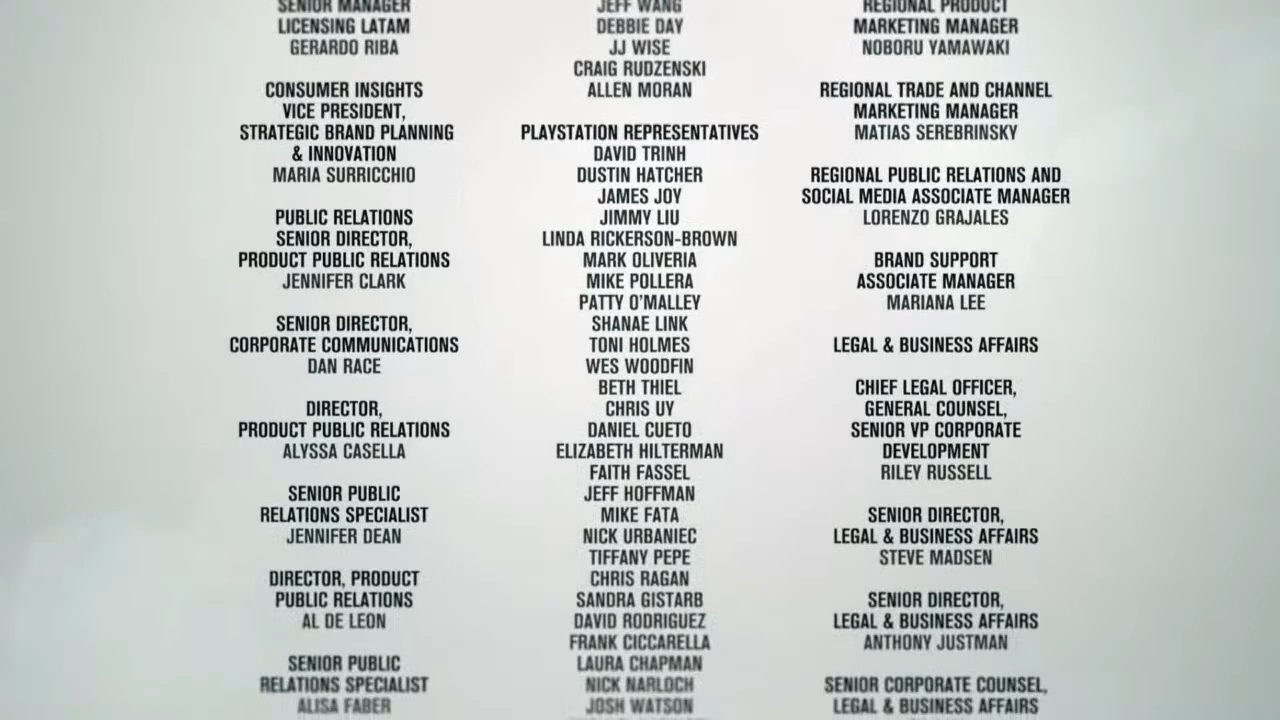 SENIOR MANAGER
LICENSING LATAM
GERARDO RIBA
CONSUMER INSIGHTS
VICE PRESIDENT,
STRATEGIC BRAND PLANNING
& INNOVATION
MARIA SURRICCHIO
PUBLIC RELATIONS
SENIOR DIRECTOR,
PRODUCT PUBLIC RELATIONS
JENNIFER CLARK
SENIOR DIRECTOR,
CORPORATE COMMUNICATIONS
DAN RACE
DIRECTOR,
PRODUCT PUBLIC RELATIONS
ALYSSA CASELLA
SENIOR PUBLIC
RELATIONS SPECIALIST
JENNIFER DEAN
DIRECTOR, PRODUCT
PUBLIC RELATIONS
AL DE LEON
SENIOR PUBLIC
RELATIONS SPECIALIST
ALISA FABER
JEFF WANG
DEBBIE DAY
JJ WISE
CRAIG RUDZENSKI
ALLEN MORAN
PLAYSTATION REPRESENTATIVES
DAVID TRINH
DUSTIN HATCHER
JAMES JOY
JIMMY LIU
LINDA RICKERSON-BROWN
MARK OLIVERIA
MIKE POLLERA
PATTY O'MALLEY
SHANAE LINK
TONI HOLMES
WES WOODFIN
BETH THIEL
CHRIS UY
DANIEL CUETO
ELIZABETH HILTERMAN
FAITH FASSEL
JEFF HOFFMAN
MIKE FATA
NICK URBANIEC
TIFFANY PEPE
CHRIS RAGAN
SANDRA GISTARB
DAVID RODRIGUEZ
FRANK CICCARELLA
LAURA CHAPMAN
NICK NARLOCH
JOSH WATSON
REGIONAL PRODUCT
MARKETING MANAGER
NOBORU YAMAWAKI
REGIONAL TRADE AND CHANNEL
MARKETING MANAGER
MATIAS SEREBRINSKY
REGIONAL PUBLIC RELATIONS AND
SOCIAL MEDIA ASSOCIATE MANAGER
LORENZO GRAJALES
BRAND SUPPORT
ASSOCIATE MANAGER
MARIANA LEE
LEGAL & BUSINESS AFFAIRS
CHIEF LEGAL OFFICER,
GENERAL COUNSEL,
SENIOR VP CORPORATE
DEVELOPMENT
RILEY RUSSELL
SENIOR DIRECTOR,
LEGAL & BUSINESS AFFAIRS
STEVE MADSEN
SENIOR DIRECTOR,
LEGAL & BUSINESS AFFAIRS
ANTHONY JUSTMAN
SENIOR CORPORATE COUNSEL,
LEGAL & BUSINESS AFFAIRS